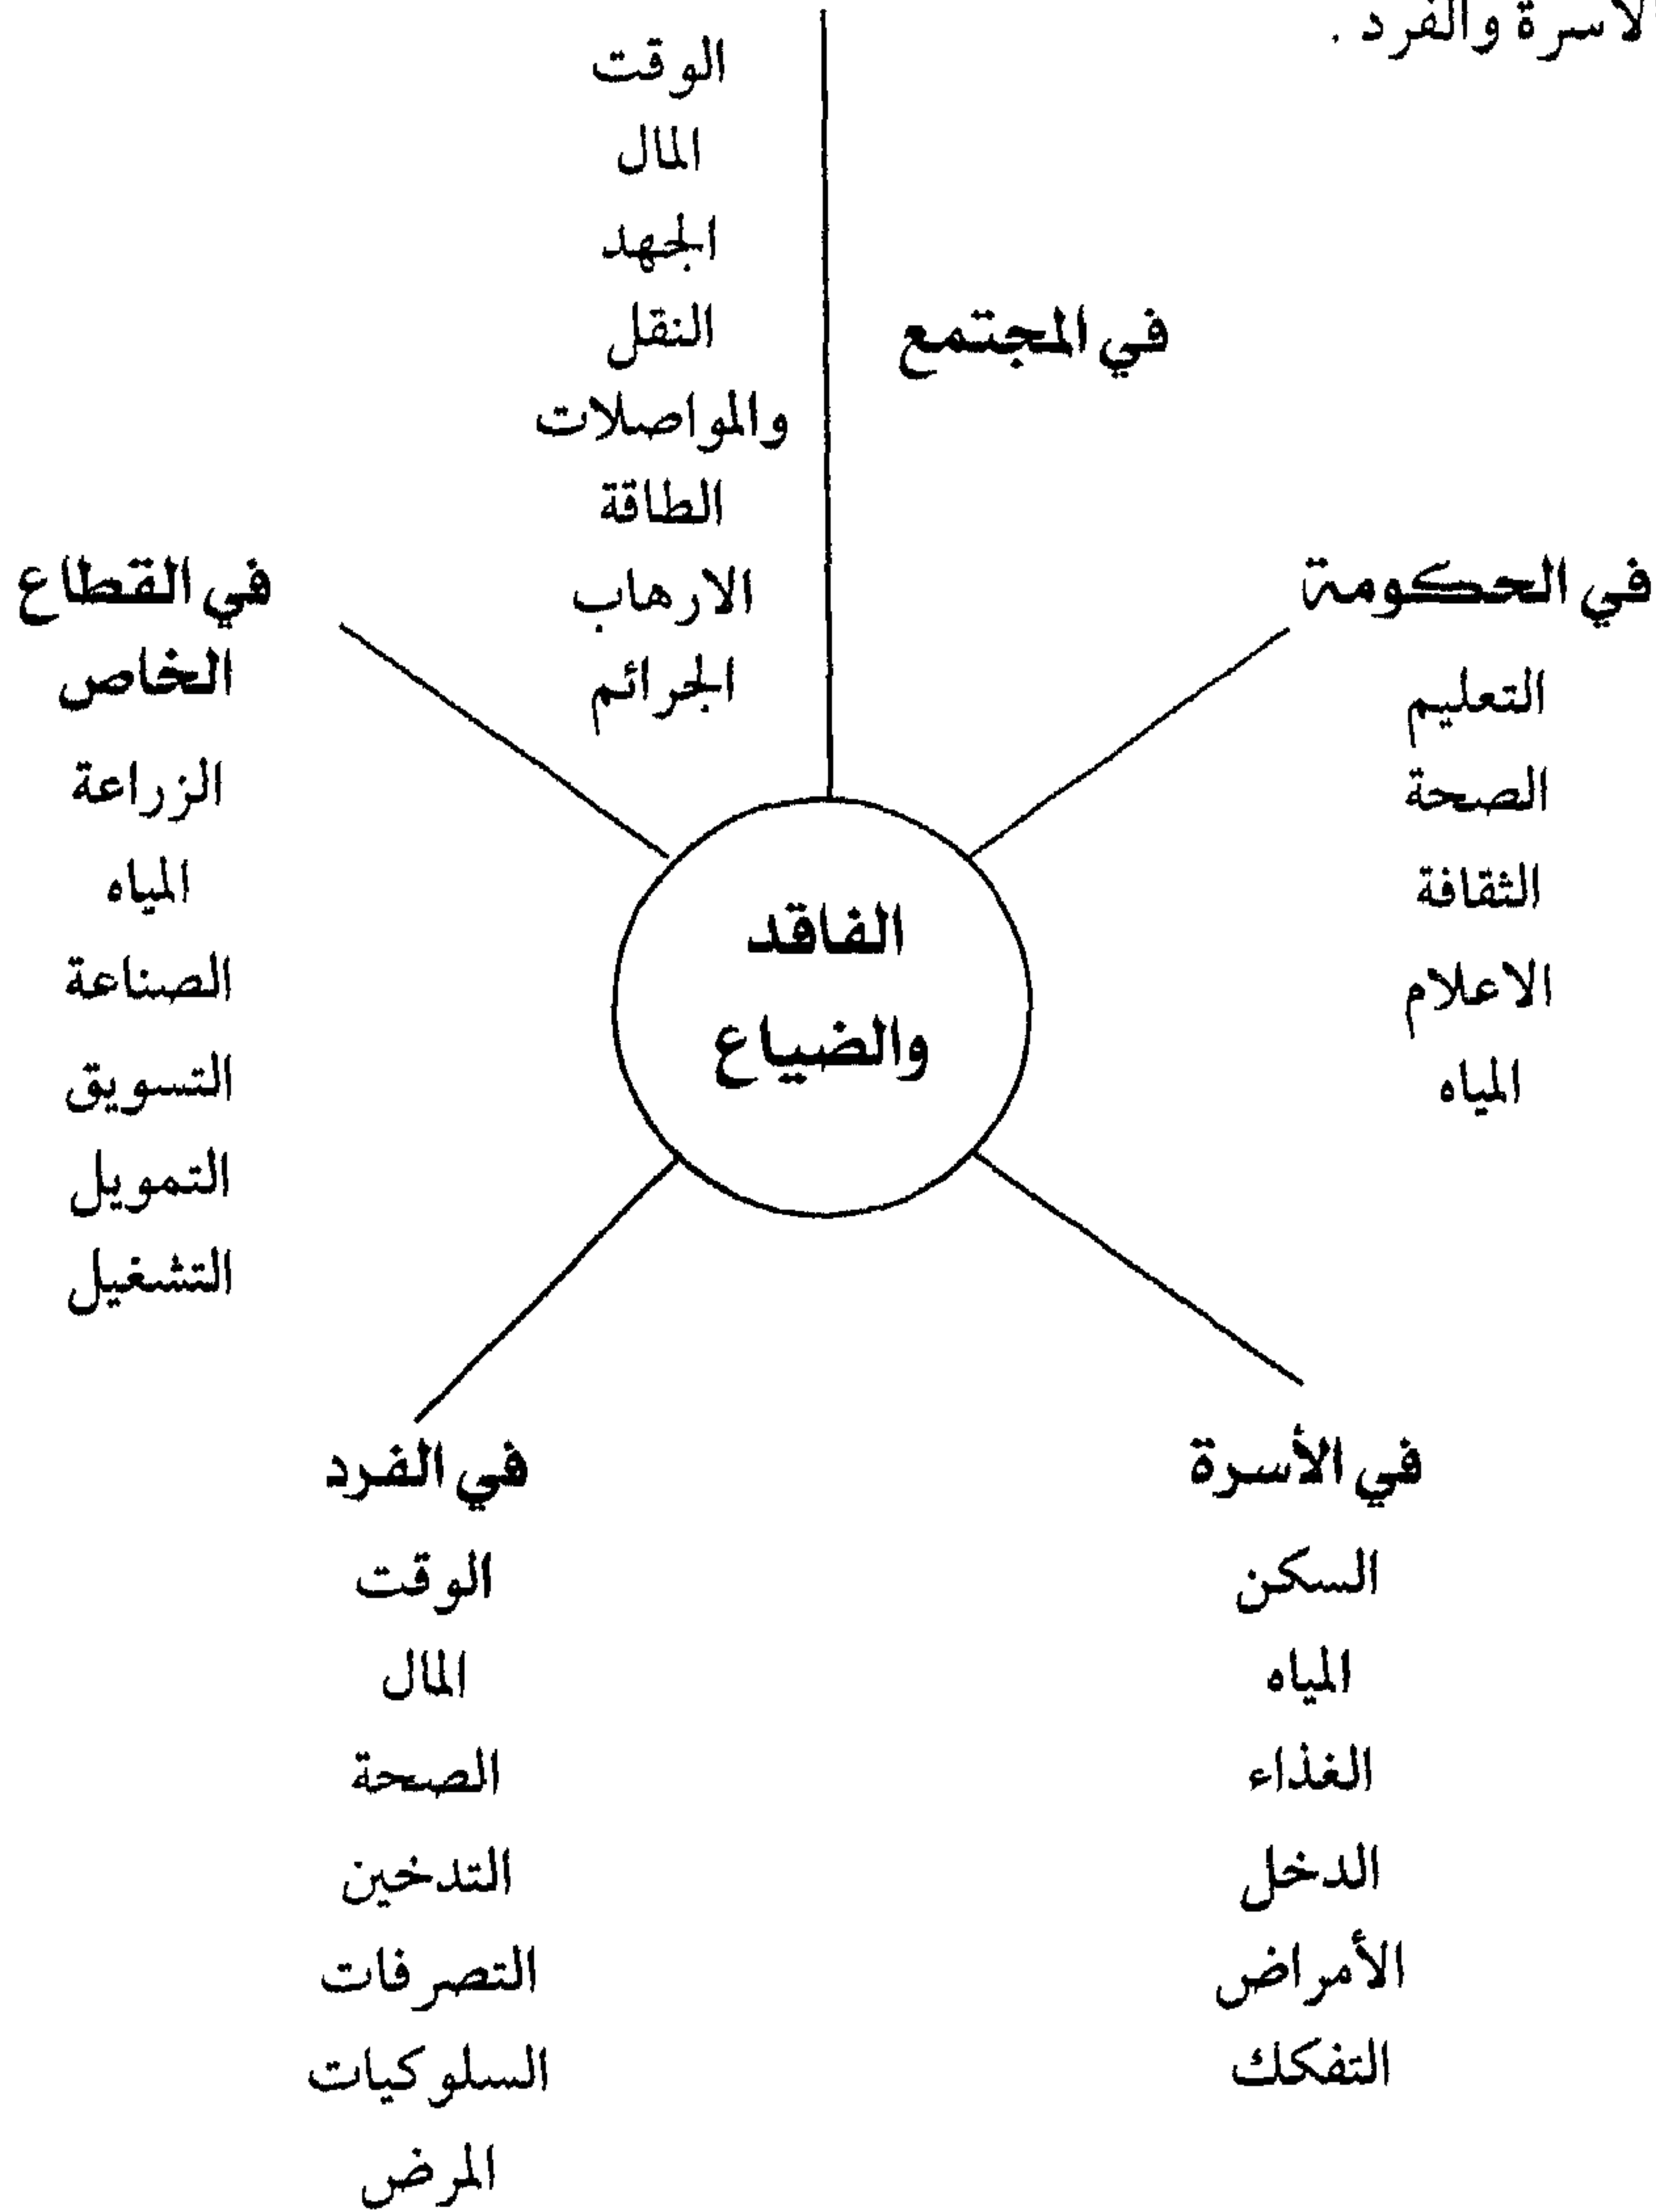 الأسرة والفرد .
في المجتمع
الوقت
المال
الجهد
النقل
والمواصلات
الطاقة
الارهاب
الجرائم
في الحكومة
التعليم
الصحة
الثقافة
الاعلام
المياه
في القطاع
الخاص
الزراعة
المياه
الصناعة
التسويق
التمويل
التشغيل
الفاقد
والضياع
في الأسرة
السكن
المياه
الغذاء
الدخل
الأمراض
التفكك
في الفرد
الوقت
المال
الصحة
التدخين
التصرفات
السلوكيات
المرض